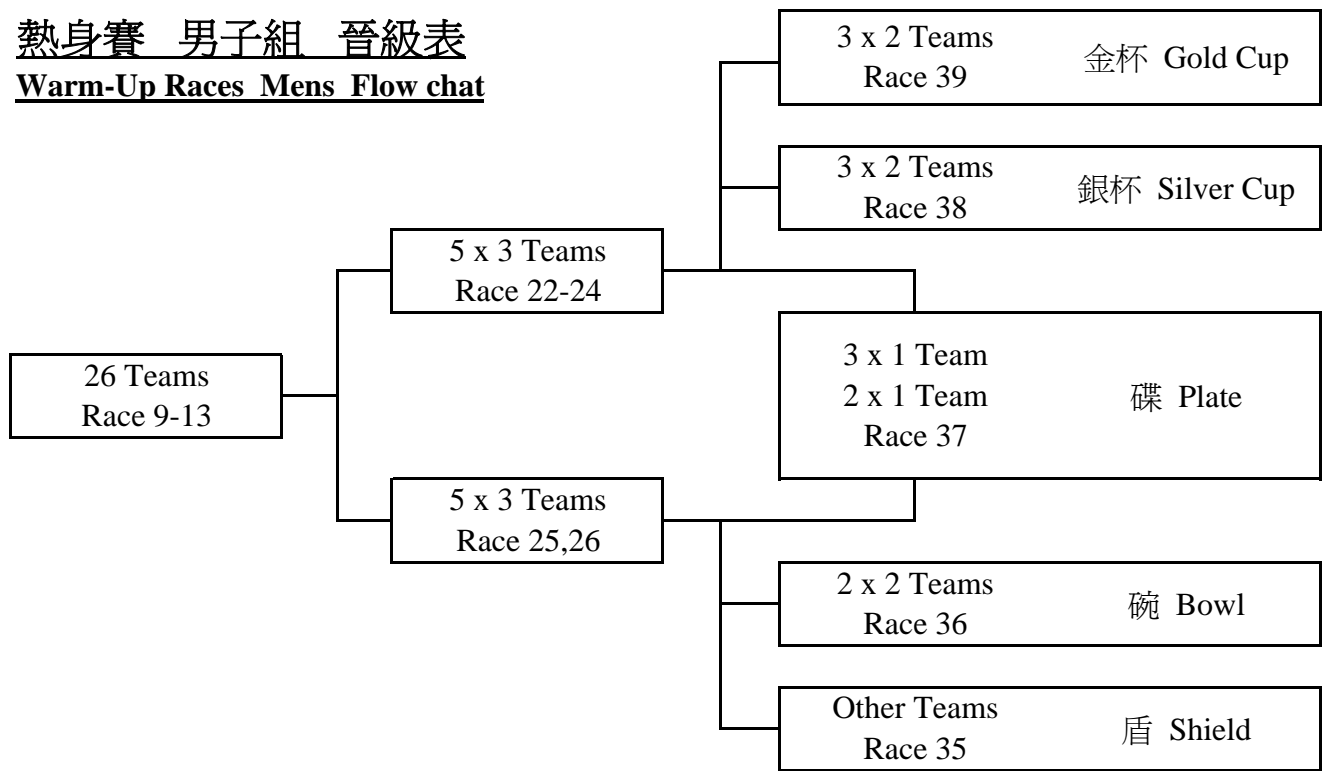 熱身賽 男子組 晉級表
Warm-Up Races Mens Flow chat
26 Teams
Race 9-13
5 x 3 Teams
Race 22-24
5 x 3 Teams
Race 25,26
3 x 2 Teams
Race 39
金杯 Gold Cup
3 x 2 Teams
Race 38
銀杯 Silver Cup
3 x 1 Team
2 x 1 Team
Race 37
碟 Plate
2 x 2 Teams
Race 36
碗 Bowl
Other Teams
Race 35
盾 Shield